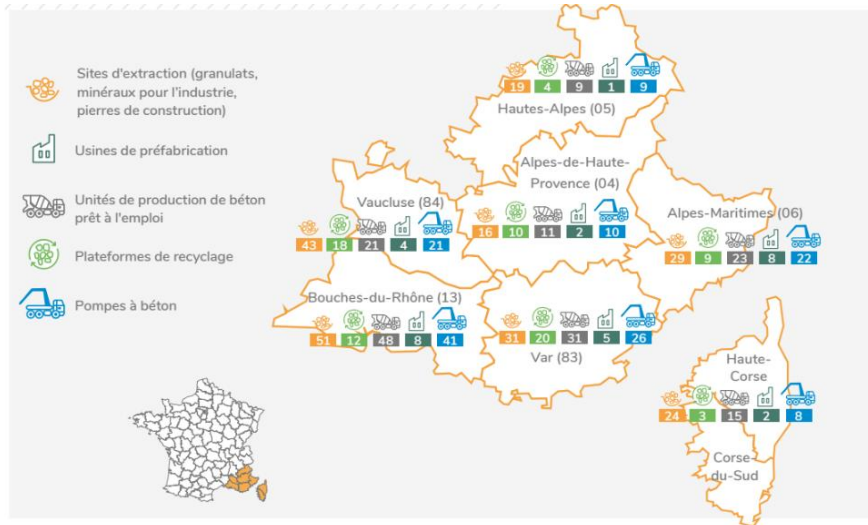 Sites d'extraction (granulats,
minéraux pour l'industrie,
pierres de construction)
Usines de préfabrication
Unités de production de béton
prêt à l'emploi
Plateformes de recyclage
Pompes à béton
19 4 9 1 9
Hautes-Alpes (05)
Alpes-de-Haute-
Provence (04)
16 10 11 2 10
Vaucluse (84)
43 18 21 4 21
Alpes-Maritimes (06)
29 9 23 8 22
Bouches-du-Rhône (13)
51 12 48 8 41
31 20 31 5 26
Var (83)
Haute-
Corse
24 3 15 2 8
Corse-
du-Sud